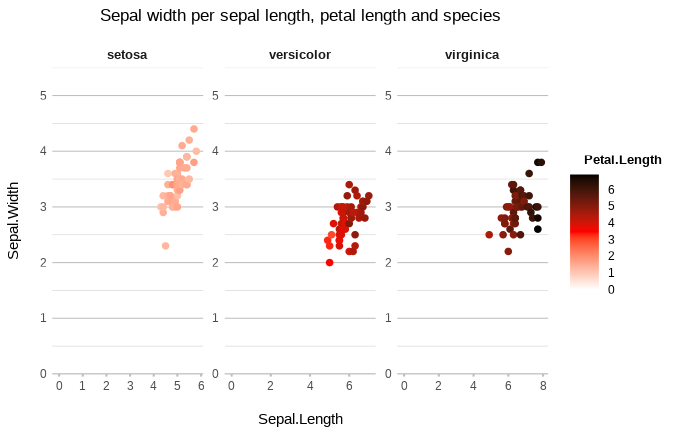 Sepal width per sepal length, petal length and species
setosa
versicolor
virginica
5
4
3
2
1
0
5
4
3
2
1
0
5
4
3
2
1
0
0 1 2 3 4 5 6
0 2 4 6
0 2 4 6 8
Sepal.Width
Sepal.Length
Petal.Length
6
5
4
3
2
1
0